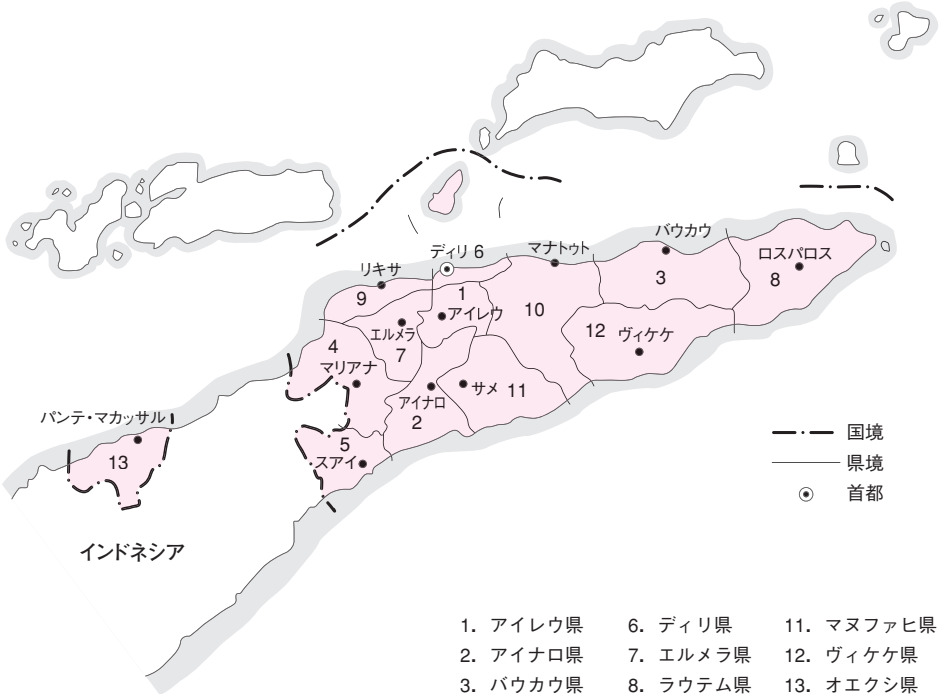 バウカウ
ディリ 6
マナトゥト
ロスパロス
リキサ
3
8
9
1
アイレウ
10
エルメラ
12
ヴィケケ
4
7
マリアナ
サメ 11
アイナロ
2
パンテ・マカッサル
5
スアイ
13
国境
県境
首都
インドネシア
1. アイレウ県
2. アイナロ県
3. バウカウ県
6. ディリ県
7. エルメラ県
8. ラウテム県
11. マヌファヒ県
12. ヴィケケ県
13. オエクシ県